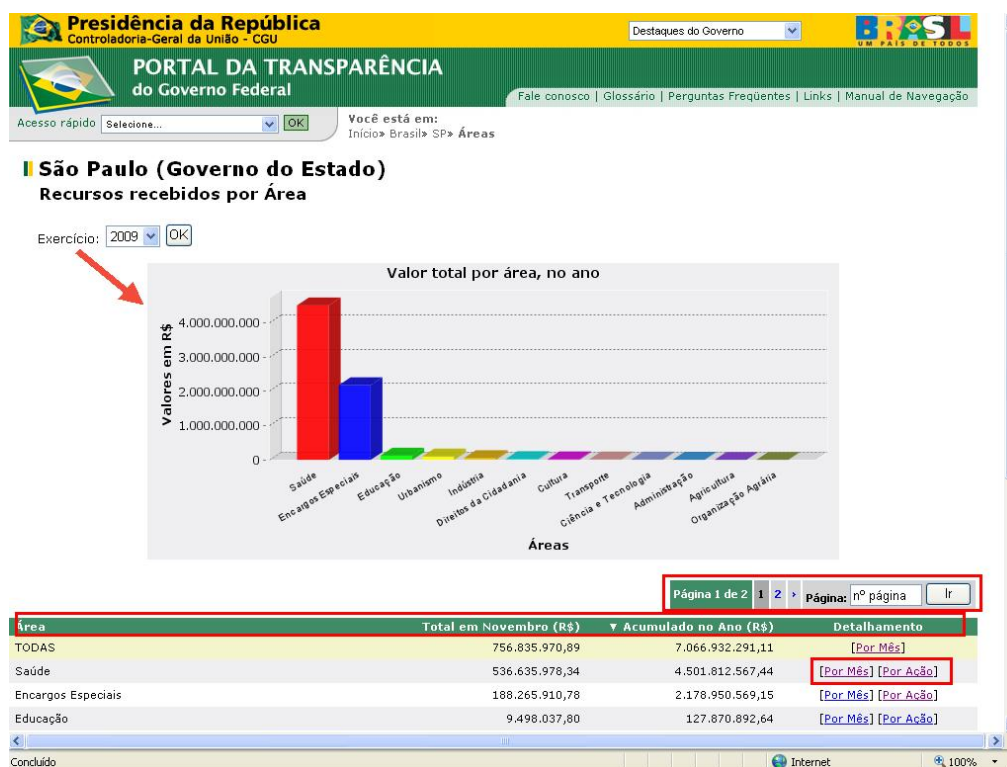 Presidência da República
Controladoria-Geral da União - CGU
Destaques do Governo
BRASIL
UM PAÍS DE TODOS
PORTAL DA TRANSPARÊNCIA
do Governo Federal
Fale conosco | Glossário | Perguntas Freqüentes | Links | Manual de Navegação
Acesso rápido Selecione... OK
Você está em:
Início» Brasil» SP» Áreas
São Paulo (Governo do Estado)
Recursos recebidos por Área
Exercício: 2009 OK
Valor total por área, no ano
Valores em R$
4.000.000.000
3.000.000.000
2.000.000.000
1.000.000.000
0
Saúde
Encargos Especiais
Educação
Urbanismo
Indústria
Direitos da Cidadania
Cultura
Transporte
Ciência e Tecnologia
Administração
Agricultura
Organização Agrária
Áreas
Página 1 de 2 1 2 › Página: nº página Ir
Área Total em Novembro (R$) ▼ Acumulado no Ano (R$) Detalhamento
TODAS 756.835.970,89 7.066.932.291,11 [Por Mês]
Saúde 536.635.978,34 4.501.812.567,44 [Por Mês] [Por Ação]
Encargos Especiais 188.265.910,78 2.178.950.569,15 [Por Mês] [Por Ação]
Educação 9.498.037,80 127.870.892,64 [Por Mês] [Por Ação]
Concluído Internet 100%